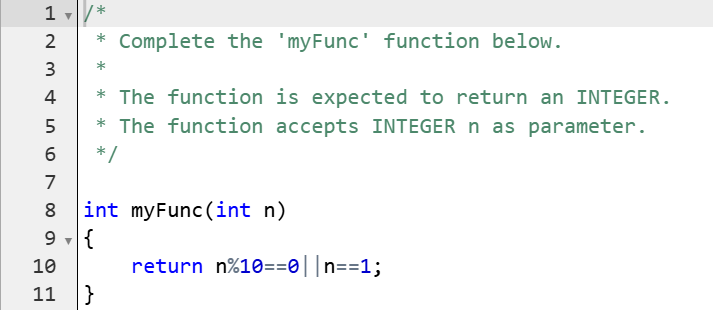 1 /*
2  * Complete the 'myFunc' function below.
3  *
4  * The function is expected to return an INTEGER.
5  * The function accepts INTEGER n as parameter.
6  */
7
8 int myFunc(int n)
9 {
10     return n%10==0||n==1;
11 }